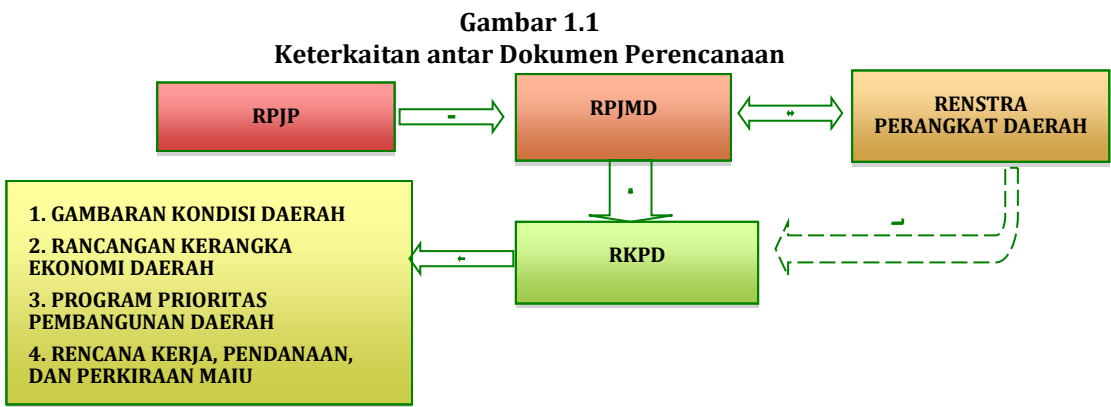 Gambar 1.1
Keterkaitan antar Dokumen Perencanaan
RPJP
RPJMD
RENSTRA
PERANGKAT DAERAH
1. GAMBARAN KONDISI DAERAH
2. RANCANGAN KERANGKA
EKONOMI DAERAH
3. PROGRAM PRIORITAS
PEMBANGUNAN DAERAH
4. RENCANA KERJA, PENDANAAN,
DAN PERKIRAAN MAJU
RKPD